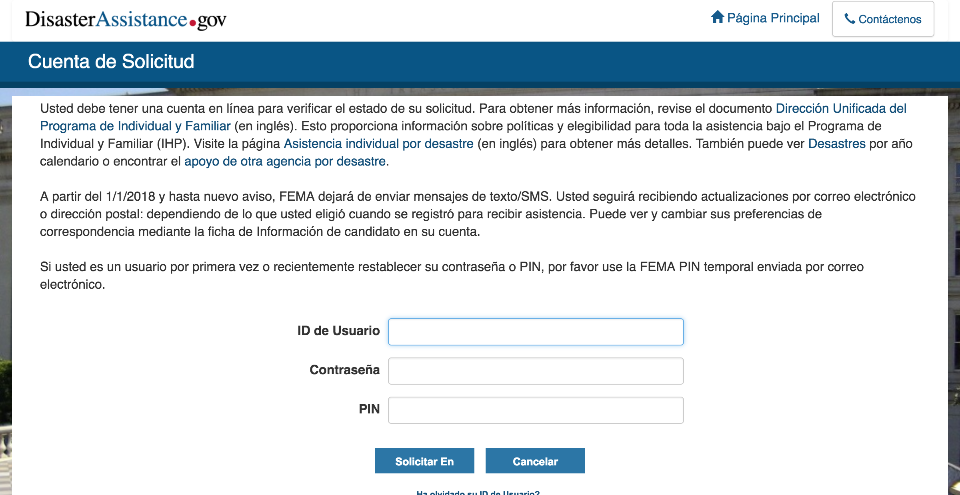 DisasterAssistance.gov
Página Principal
Contáctenos
Cuenta de Solicitud
Usted debe tener una cuenta en línea para verificar el estado de su solicitud. Para obtener más información, revise el documento Dirección Unificada del
Programa de Individual y Familiar (en inglés). Esto proporciona información sobre políticas y elegibilidad para toda la asistencia bajo el Programa de
Individual y Familiar (IHP). Visite la página Asistencia individual por desastre (en inglés) para obtener más detalles. También puede ver Desastres por año
calendario o encontrar el apoyo de otra agencia por desastre.
A partir del 1/1/2018 y hasta nuevo aviso, FEMA dejará de enviar mensajes de texto/SMS. Usted seguirá recibiendo actualizaciones por correo electrónico
o dirección postal: dependiendo de lo que usted eligió cuando se registró para recibir asistencia. Puede ver y cambiar sus preferencias de
correspondencia mediante la ficha de Información de candidato en su cuenta.
Si usted es un usuario por primera vez o recientemente restablecer su contraseña o PIN, por favor use la FEMA PIN temporal enviada por correo
electrónico.
ID de Usuario
Contraseña
PIN
Solicitar En
Cancelar
Ha olvidado su ID de Usuario?